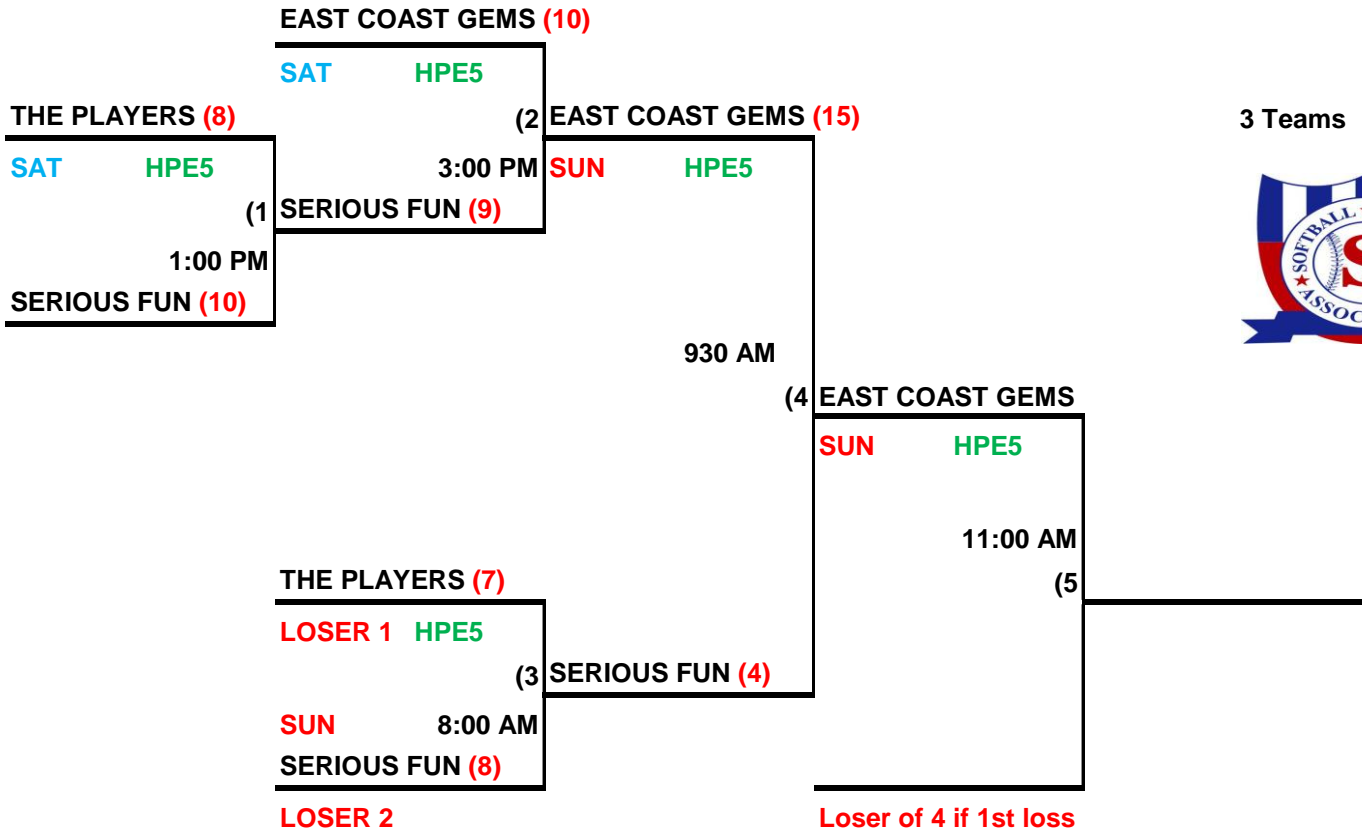 EAST COAST GEMS (10)
SAT HPE5
THE PLAYERS (8)
(2 EAST COAST GEMS (15)
3 Teams
SAT HPE5
3:00 PM SUN HPE5
(1 SERIOUS FUN (9)
1:00 PM
SERIOUS FUN (10)
SOFTBALL
ASSOC
930 AM
(4 EAST COAST GEMS
SUN HPE5
11:00 AM
THE PLAYERS (7)
(5
LOSER 1 HPE5
(3 SERIOUS FUN (4)
SUN 8:00 AM
SERIOUS FUN (8)
LOSER 2
Loser of 4 if 1st loss